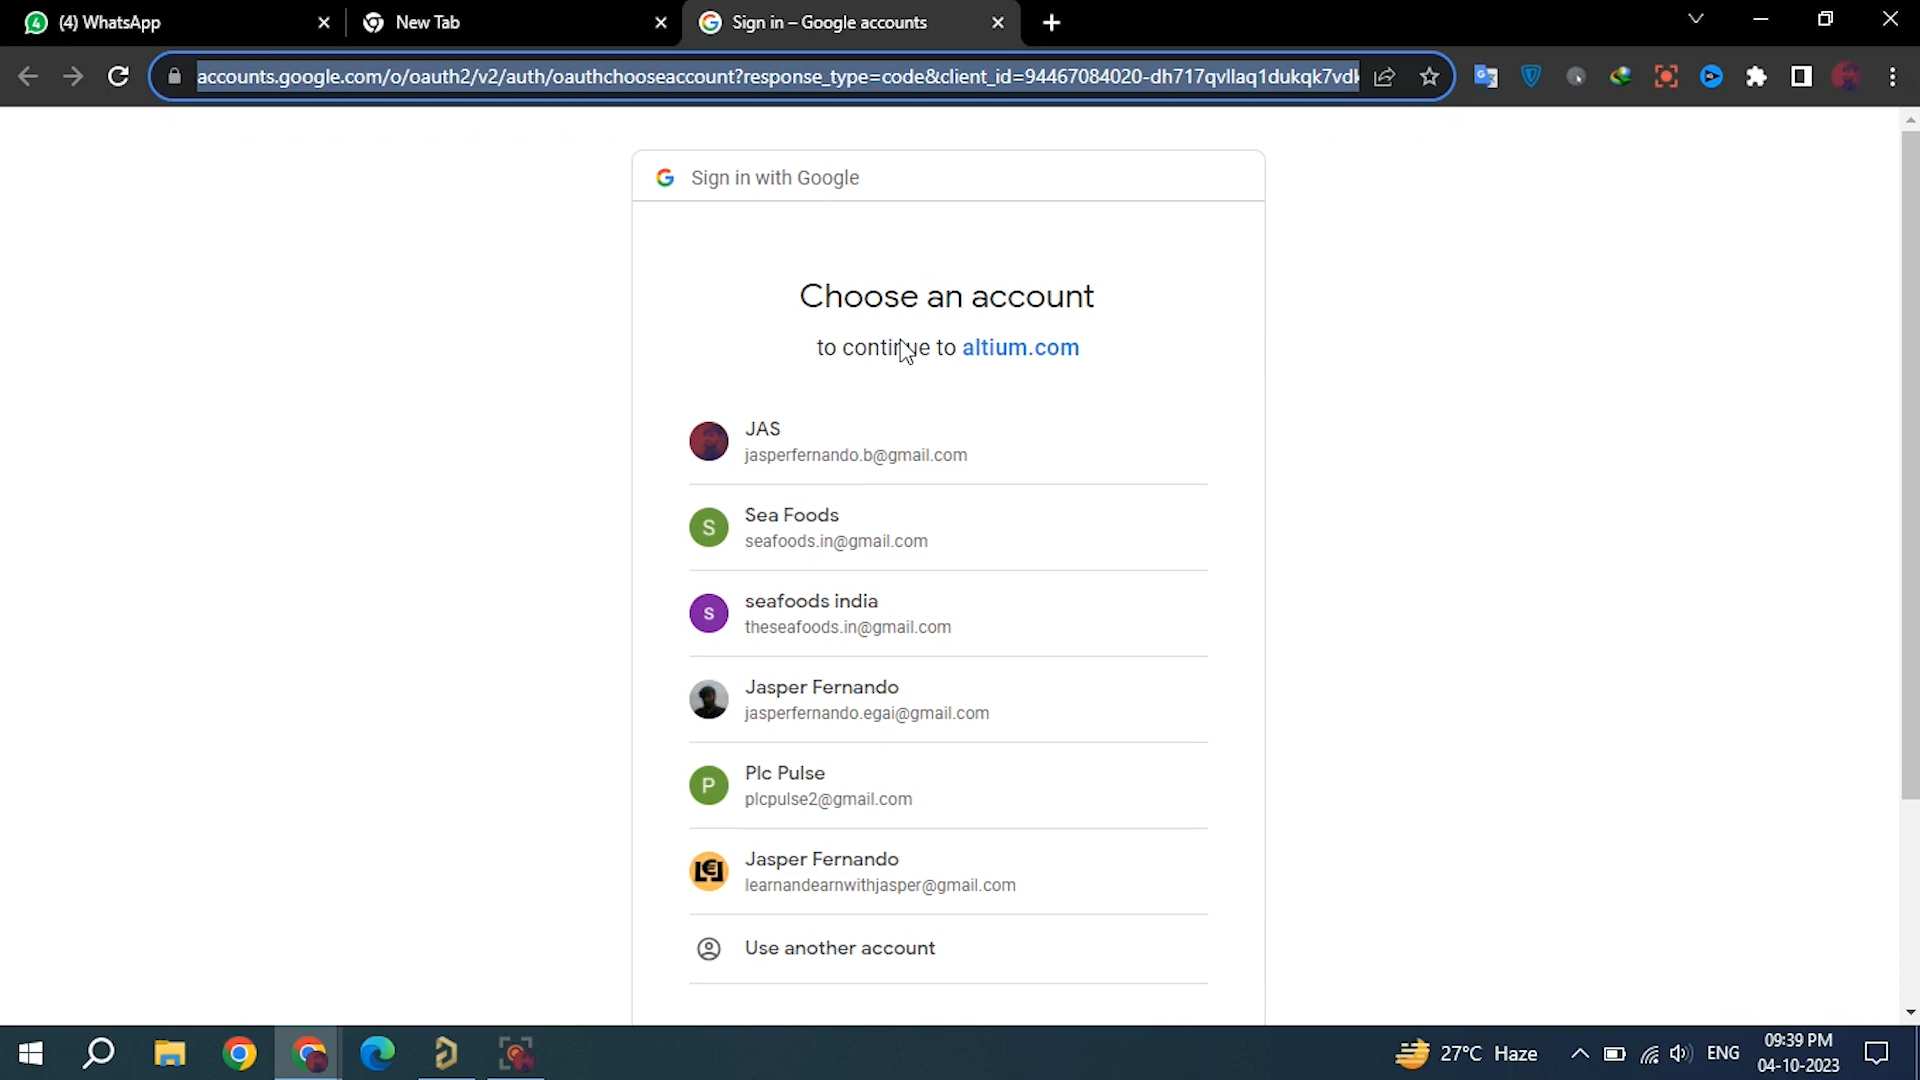 (4) WhatsApp
New Tab
Sign in – Google accounts
accounts.google.com/o/oauth2/v2/auth/oauthchooseaccount?response_type=code&client_id=94467084020-dh717qvllaq1dukqk7vdk
Sign in with Google
Choose an account
to continue to altium.com
JAS
jasperfernando.b@gmail.com
S
Sea Foods
seafoods.in@gmail.com
s
seafoods india
theseafoods.in@gmail.com
Jasper Fernando
jasperfernando.egai@gmail.com
P
Plc Pulse
plcpulse2@gmail.com
Jasper Fernando
learnandearnwithjasper@gmail.com
Use another account
27°C Haze
ENG
09:39 PM
04-10-2023